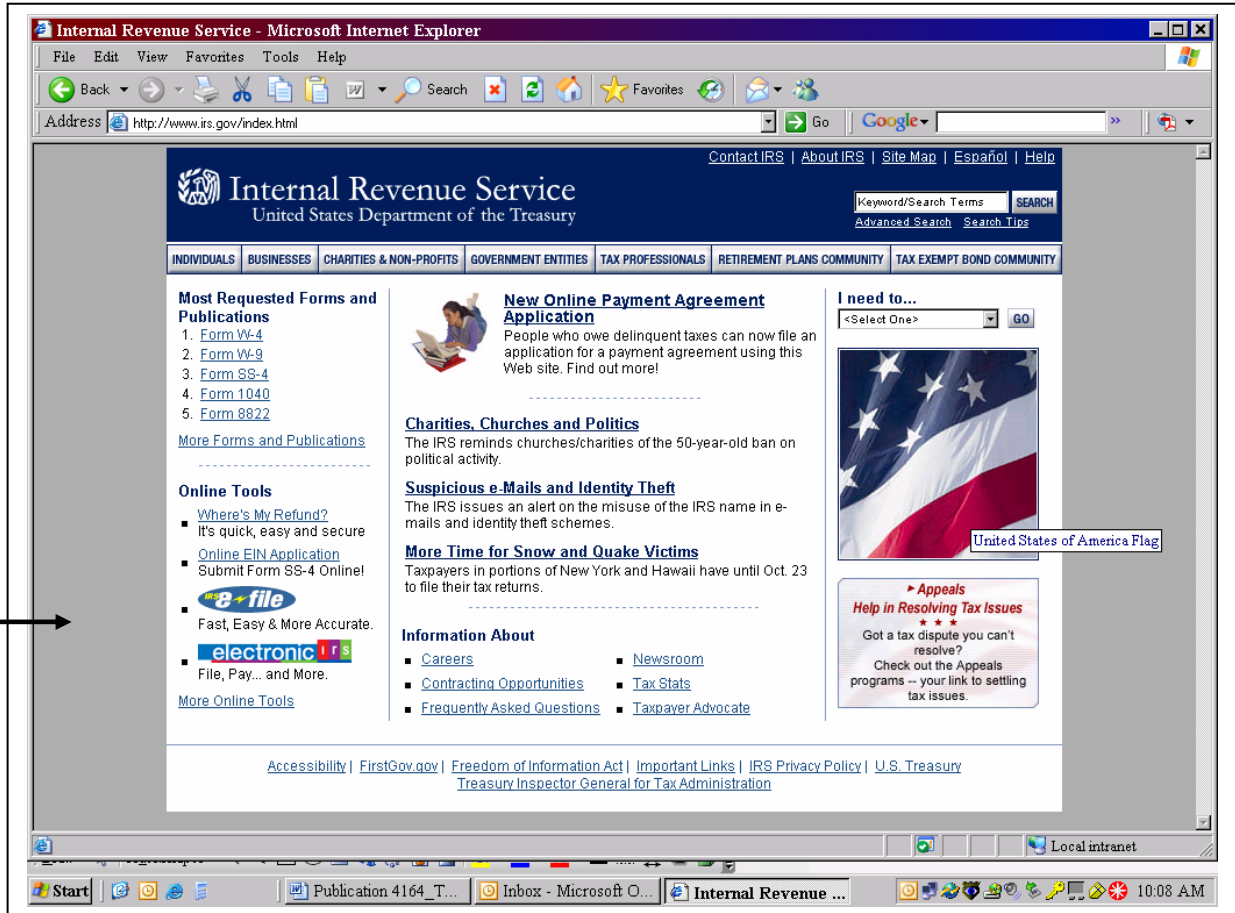 Internal Revenue Service - Microsoft Internet Explorer
File Edit View Favorites Tools Help
Back Search Favorites
Address http://www.irs.gov/index.html Go Google
Contact IRS | About IRS | Site Map | Español | Help
Internal Revenue Service
United States Department of the Treasury
Keyword/Search Terms SEARCH
Advanced Search Search Tips
INDIVIDUALS BUSINESSES CHARITIES & NON-PROFITS GOVERNMENT ENTITIES TAX PROFESSIONALS RETIREMENT PLANS COMMUNITY TAX EXEMPT BOND COMMUNITY
Most Requested Forms and
Publications
1. Form W-4
2. Form W-9
3. Form SS-4
4. Form 1040
5. Form 8822
More Forms and Publications
Online Tools
Where's My Refund?
It's quick, easy and secure
Online EIN Application
Submit Form SS-4 Online!
IRS e-file
Fast, Easy & More Accurate.
electronic irs
File, Pay... and More.
More Online Tools
New Online Payment Agreement
Application
People who owe delinquent taxes can now file an
application for a payment agreement using this
Web site. Find out more!
Charities, Churches and Politics
The IRS reminds churches/charities of the 50-year-old ban on
political activity.
Suspicious e-Mails and Identity Theft
The IRS issues an alert on the misuse of the IRS name in e-
mails and identity theft schemes.
More Time for Snow and Quake Victims
Taxpayers in portions of New York and Hawaii have until Oct. 23
to file their tax returns.
Information About
Careers
Contracting Opportunities
Frequently Asked Questions
Newsroom
Tax Stats
Taxpayer Advocate
I need to...
<Select One> GO
United States of America Flag
Appeals
Help in Resolving Tax Issues
Got a tax dispute you can't
resolve?
Check out the Appeals
programs -- your link to settling
tax issues.
Accessibility | FirstGov.gov | Freedom of Information Act | Important Links | IRS Privacy Policy | U.S. Treasury
Treasury Inspector General for Tax Administration
Local intranet
Start Publication 4164_T... Inbox - Microsoft O... Internal Revenue ... 10:08 AM